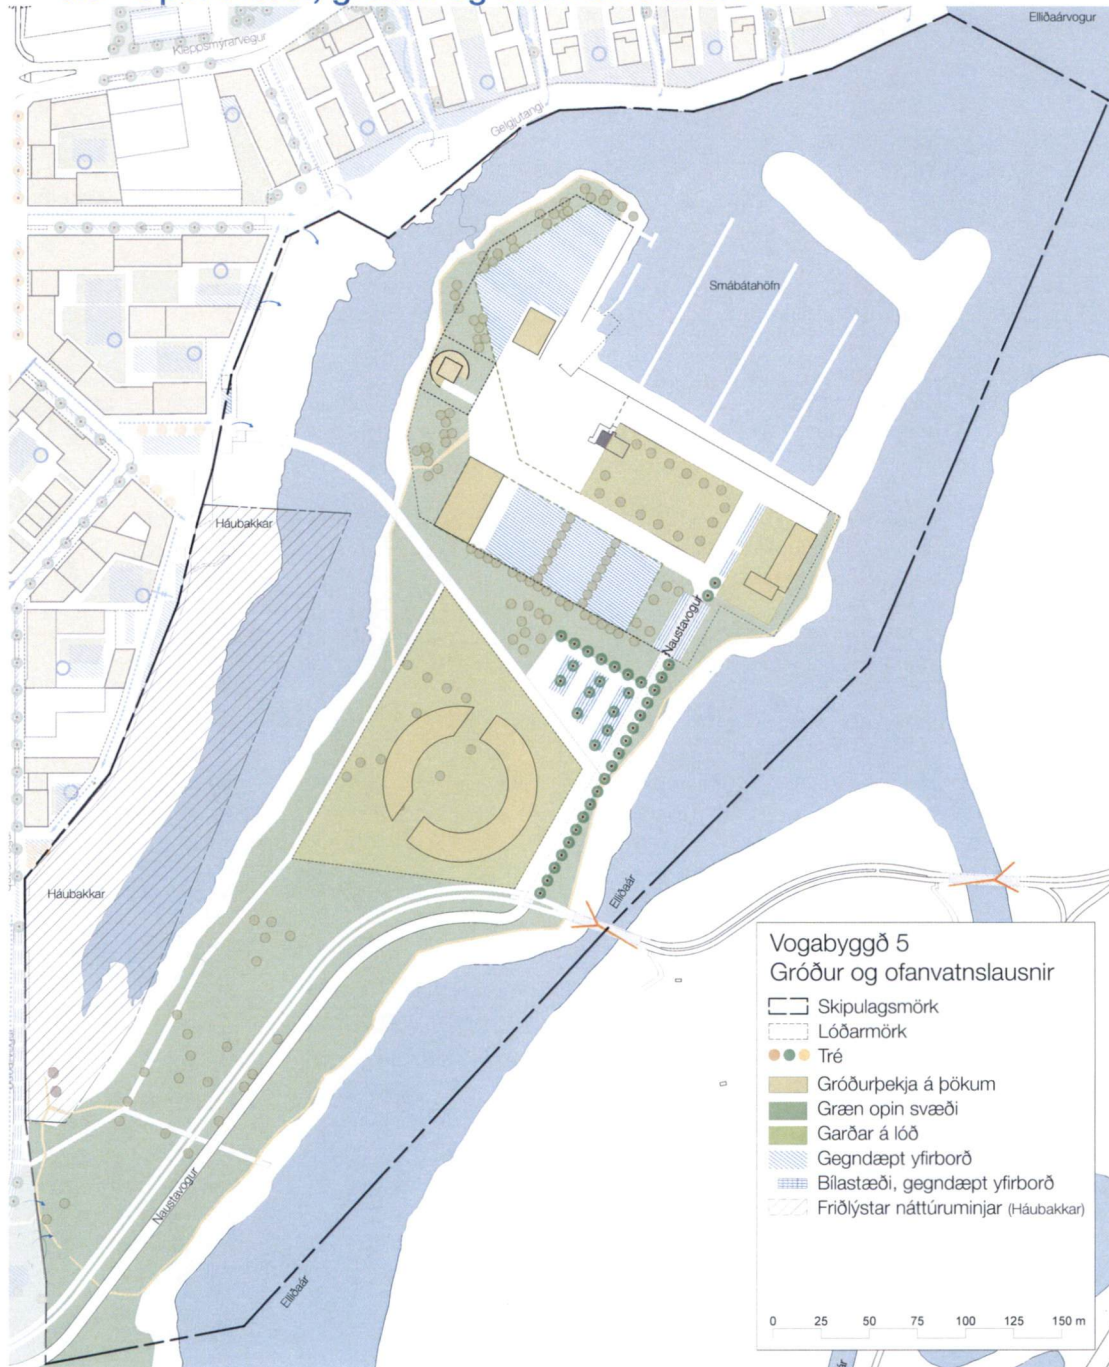 Elliðaárvogur
Kleppsmýrarvegur
Gelgjutangi
Smábátahöfn
Háubakkar
Naustavogur
Háubakkar
Elliðaár
Naustavogur
Elliðaár
Vogabyggð 5
Gróður og ofanvatnslausnir
Skipulagsmörk
Lóðarmörk
Tré
Gróðurþekja á þökum
Græn opin svæði
Garðar á lóð
Gegndæpt yfirborð
Bílastæði, gegndæpt yfirborð
Friðlýstar náttúruminjar (Háubakkar)
0 25 50 75 100 125 150 m